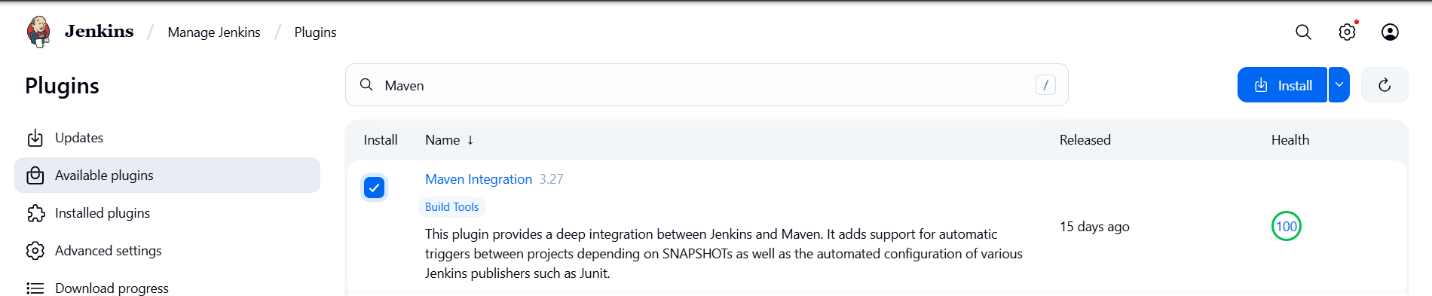 Jenkins / Manage Jenkins / Plugins
Plugins
Maven /
Install
Updates
Available plugins
Installed plugins
Advanced settings
Download progress
Install Name ↓ Released Health
Maven Integration 3.27
Build Tools
This plugin provides a deep integration between Jenkins and Maven. It adds support for automatic
triggers between projects depending on SNAPSHOTs as well as the automated configuration of various
Jenkins publishers such as Junit.
15 days ago
100